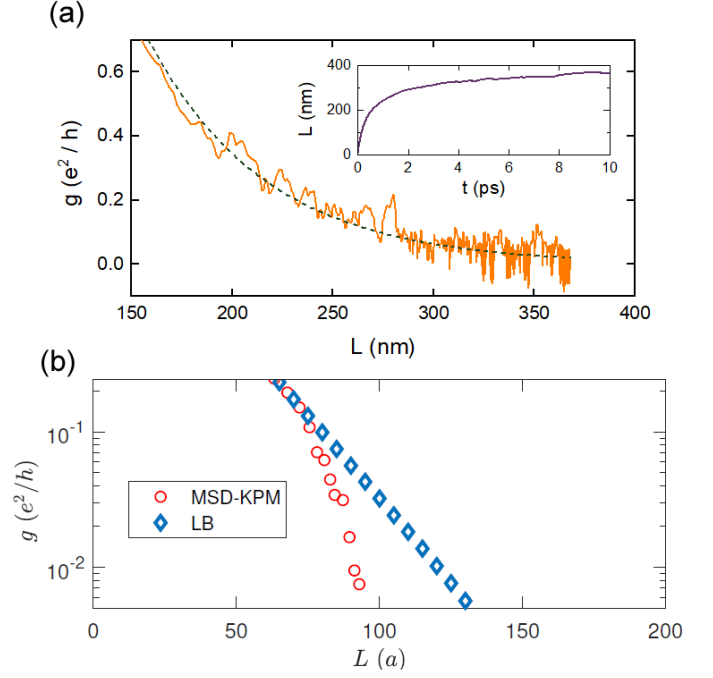 (a)
g (e² / h)
0.6
0.4
0.2
0.0
L (nm)
400
200
0
0 2 4 6 8 10
t (ps)
150 200 250 300 350 400
L (nm)
(b)
g (e²/h)
10⁻¹
10⁻²
MSD-KPM
LB
0 50 100 150 200
L (a)